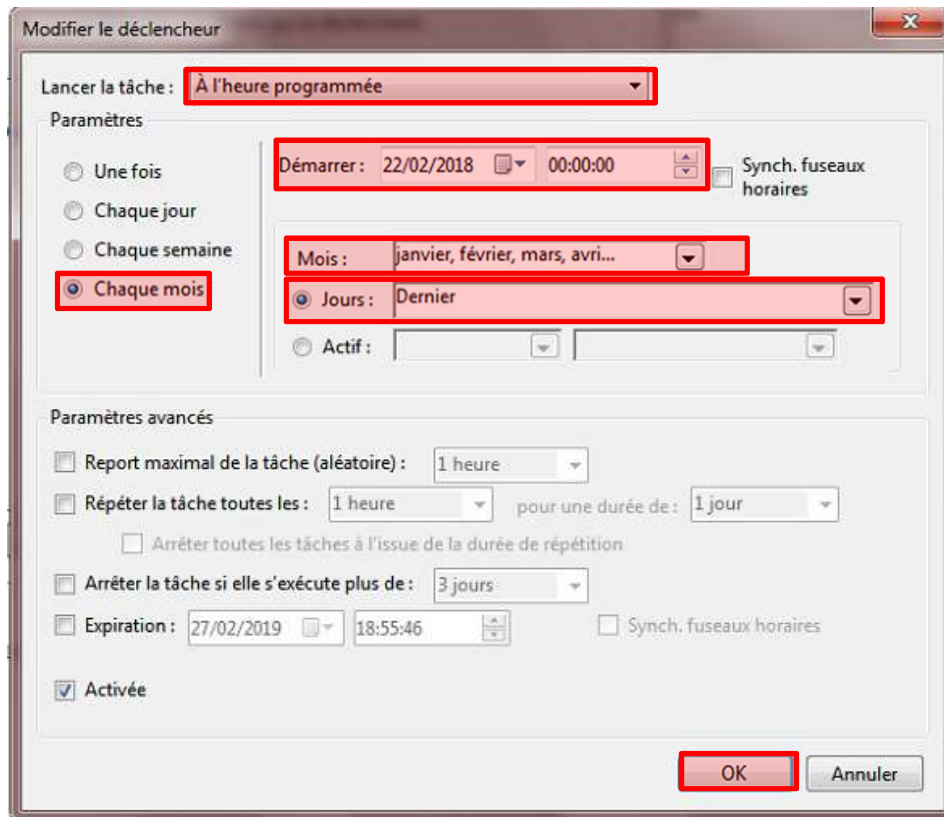 Modifier le déclencheur
Lancer la tâche : À l'heure programmée
Paramètres
Une fois
Chaque jour
Chaque semaine
Chaque mois
Démarrer : 22/02/2018 00:00:00
Synch. fuseaux
horaires
Mois : janvier, février, mars, avri...
Jours : Dernier
Actif :
Paramètres avancés
Report maximal de la tâche (aléatoire) : 1 heure
Répéter la tâche toutes les : 1 heure pour une durée de : 1 jour
Arrêter toutes les tâches à l'issue de la durée de répétition
Arrêter la tâche si elle s'exécute plus de : 3 jours
Expiration : 27/02/2019 18:55:46 Synch. fuseaux horaires
Activée
OK Annuler